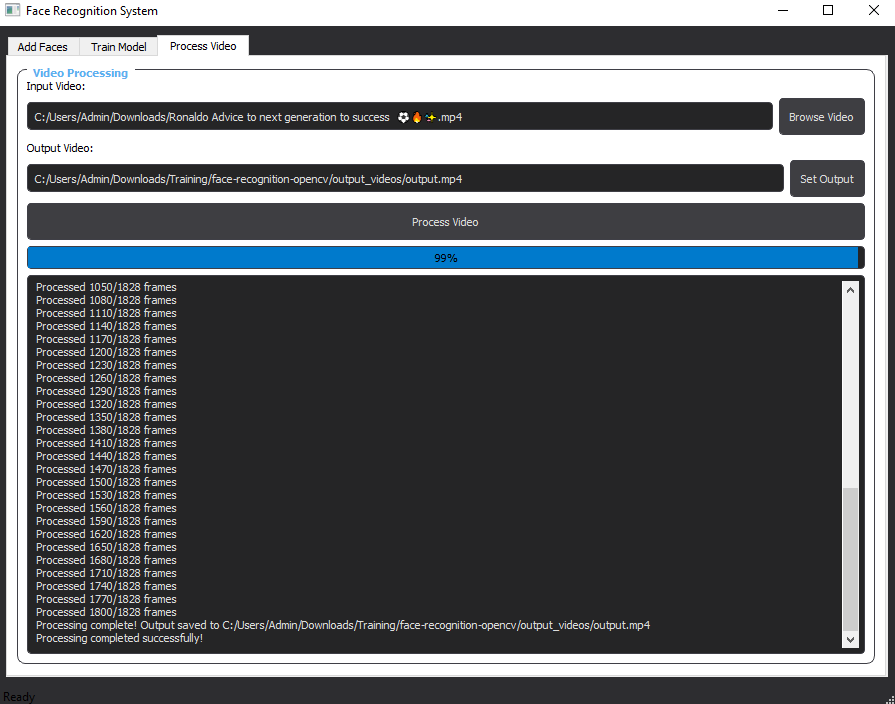 Face Recognition System
Add Faces Train Model Process Video
Video Processing
Input Video:
C:/Users/Admin/Downloads/Ronaldo Advice to next generation to success ⚽🔥✨.mp4 Browse Video
Output Video:
C:/Users/Admin/Downloads/Training/face-recognition-opencv/output_videos/output.mp4 Set Output
Process Video
99%
Processed 1050/1828 frames
Processed 1080/1828 frames
Processed 1110/1828 frames
Processed 1140/1828 frames
Processed 1170/1828 frames
Processed 1200/1828 frames
Processed 1230/1828 frames
Processed 1260/1828 frames
Processed 1290/1828 frames
Processed 1320/1828 frames
Processed 1350/1828 frames
Processed 1380/1828 frames
Processed 1410/1828 frames
Processed 1440/1828 frames
Processed 1470/1828 frames
Processed 1500/1828 frames
Processed 1530/1828 frames
Processed 1560/1828 frames
Processed 1590/1828 frames
Processed 1620/1828 frames
Processed 1650/1828 frames
Processed 1680/1828 frames
Processed 1710/1828 frames
Processed 1740/1828 frames
Processed 1770/1828 frames
Processed 1800/1828 frames
Processing complete! Output saved to C:/Users/Admin/Downloads/Training/face-recognition-opencv/output_videos/output.mp4
Processing completed successfully!
Ready